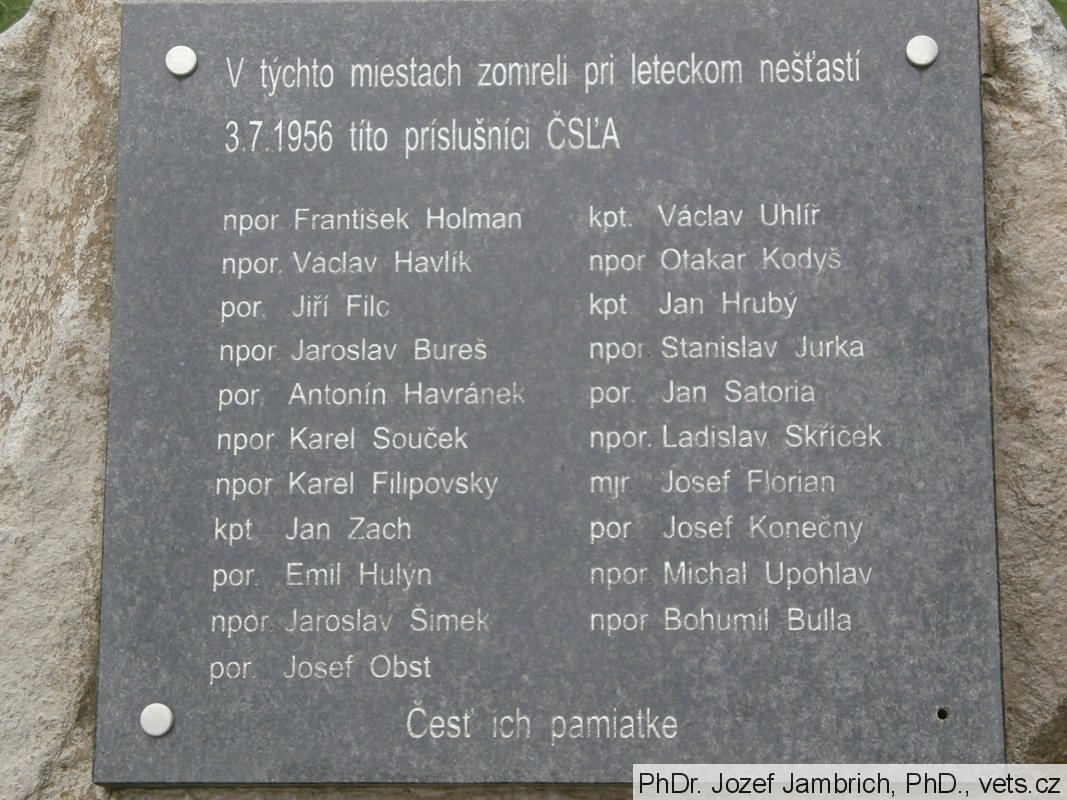 V týchto miestach zomreli pri leteckom nešťastí
3.7.1956 títo príslušníci ČSĽA
npor. František Holman
npor. Václav Havlík
por. Jiří Filc
npor. Jaroslav Bureš
por. Antonín Havránek
npor. Karel Souček
npor. Karel Filipovsky
kpt. Jan Zach
por. Emil Hulýn
npor. Jaroslav Šimek
por. Josef Obst
kpt. Václav Uhlíř
npor. Otakar Kodyš
kpt. Jan Hrubý
npor. Stanislav Jurka
por. Jan Satoria
npor. Ladislav Skříček
mjr. Josef Florian
por. Josef Konečny
npor. Michal Upohlav
npor. Bohumil Bulla
Česť ich pamiatke
PhDr. Jozef Jambrich, PhD., vets.cz